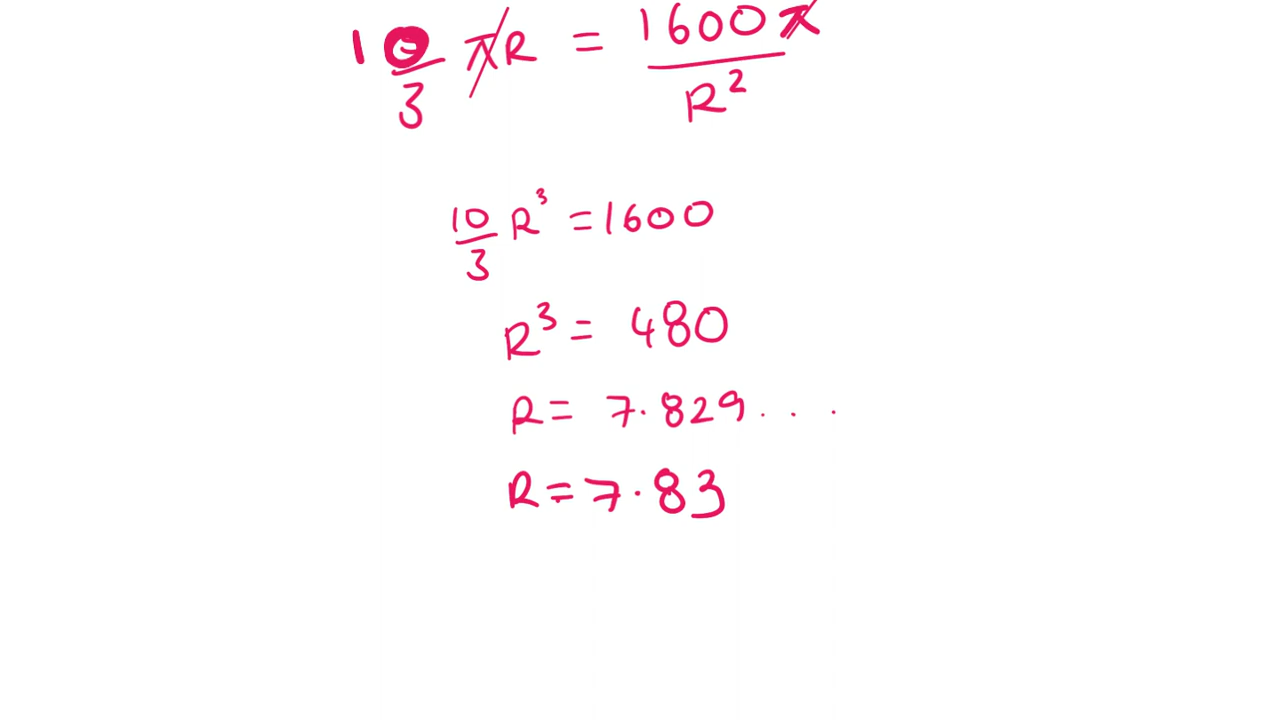 10/3 πR = 1600π/R²
10/3 R³ = 1600
R³ = 480
R = 7.829...
R = 7.83